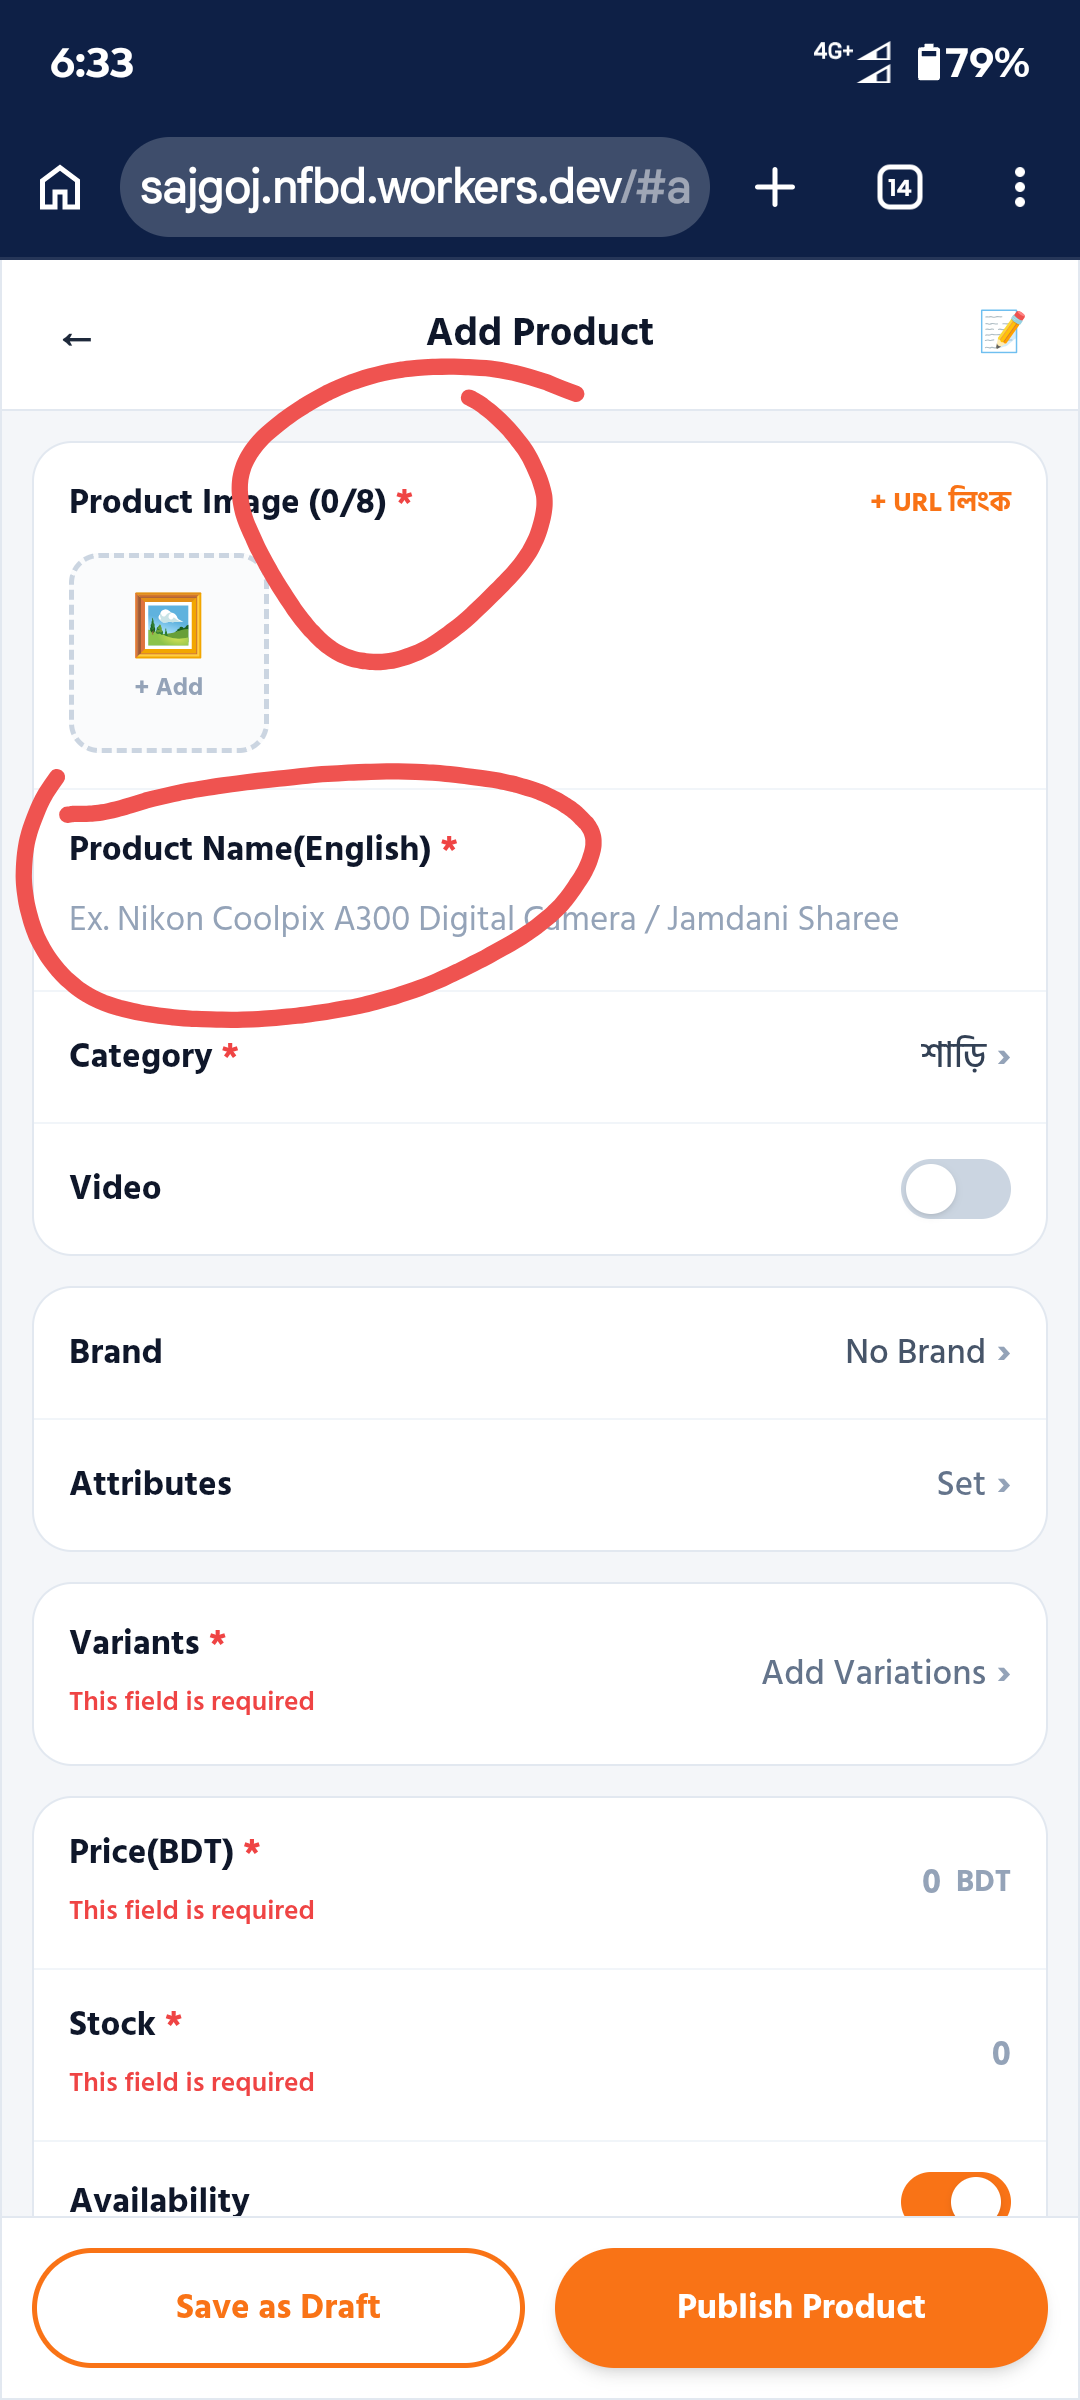 6:33
4G+ 79%
sajgoj.nfbd.workers.dev/#a
14
← Add Product
Product Image (0/8) *
+ URL লিংক
+ Add
Product Name(English) *
Ex. Nikon Coolpix A300 Digital Camera / Jamdani Sharee
Category *
শাড়ি ›
Video
Brand
No Brand ›
Attributes
Set ›
Variants *
This field is required
Add Variations ›
Price(BDT) *
This field is required
0 BDT
Stock *
This field is required
0
Availability
Save as Draft
Publish Product